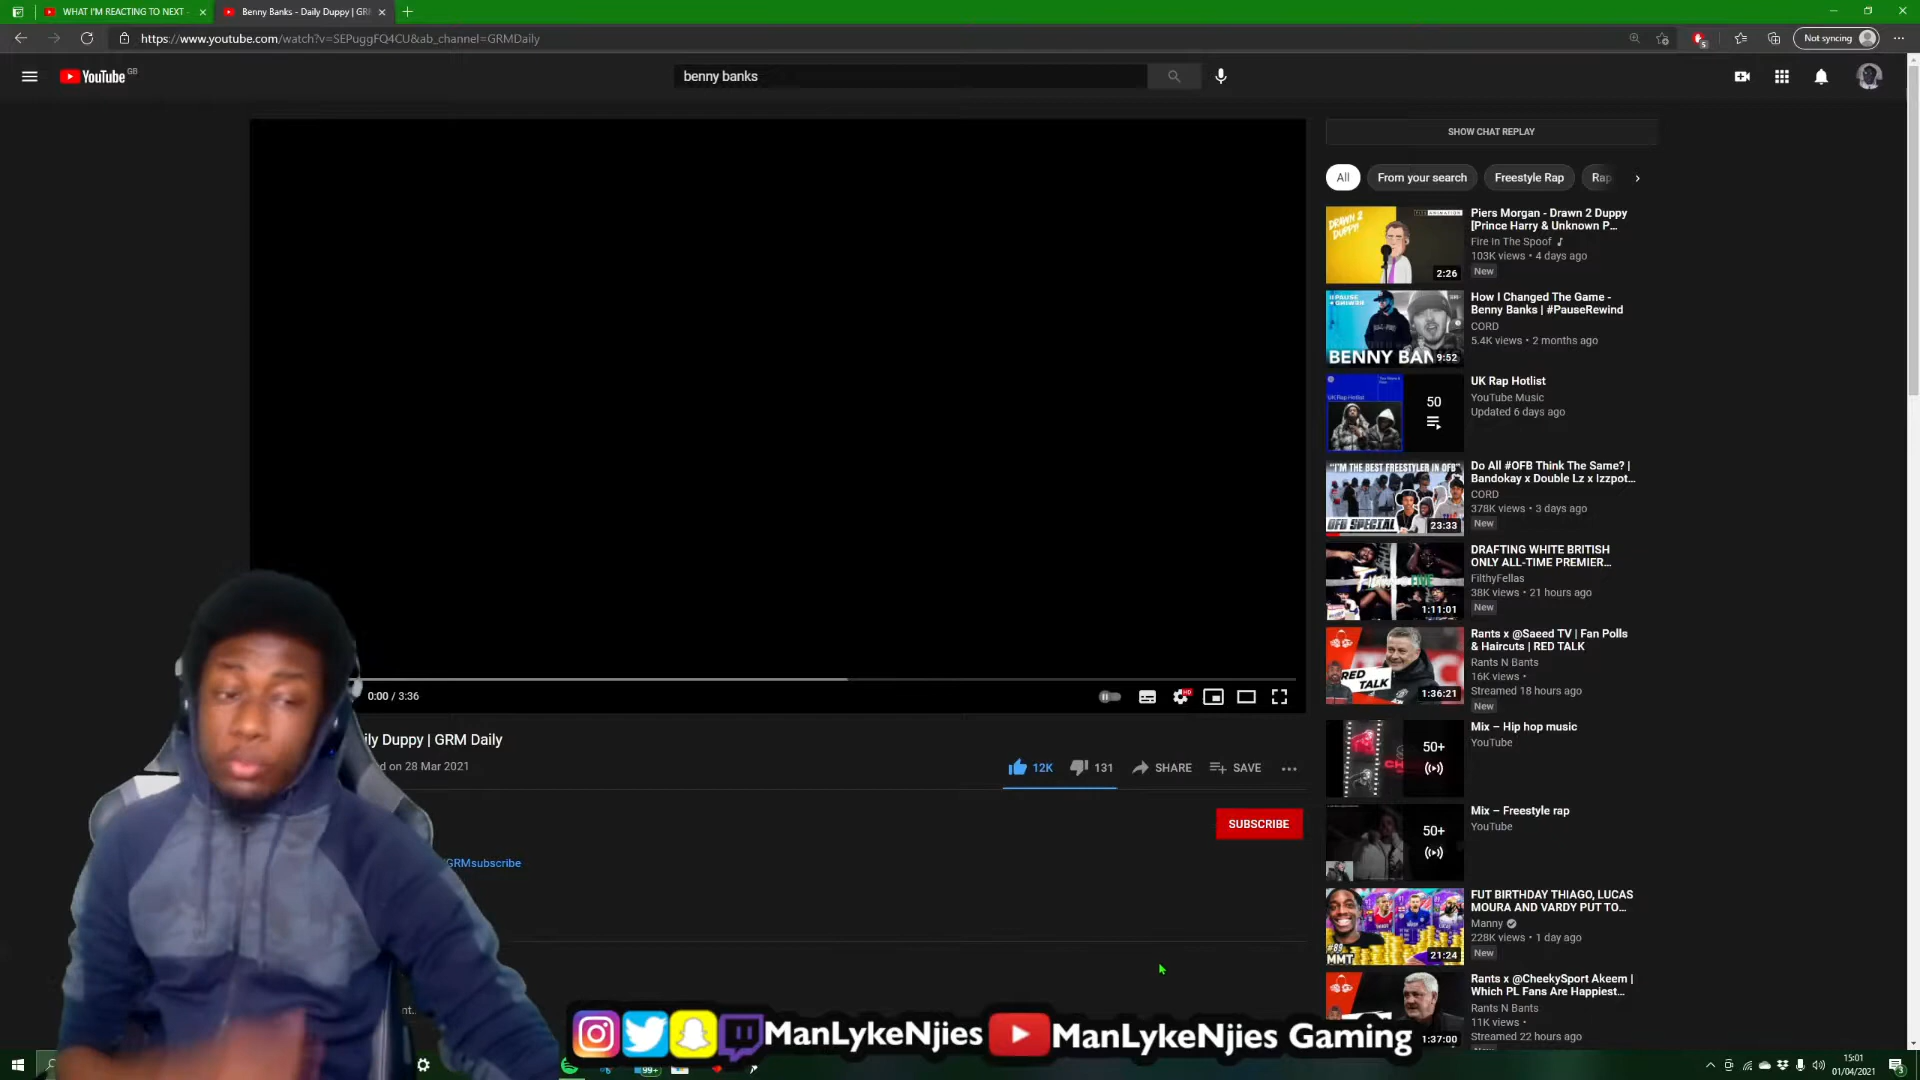 WHAT I'M REACTING TO NEXT -
Benny Banks - Daily Duppy | GR
https://www.youtube.com/watch?v=SEPuggFQ4CU&ab_channel=GRMDaily
Not syncing
YouTube GB
benny banks
0:00 / 3:36
ily Duppy | GRM Daily
d on 28 Mar 2021
12K
131
SHARE
SAVE
SUBSCRIBE
GRMsubscribe
nt...
SHOW CHAT REPLAY
All
From your search
Freestyle Rap
Rap
DRAWN 2 DUPPY!
2:26
Piers Morgan - Drawn 2 Duppy
[Prince Harry & Unknown P...
Fire In The Spoof
103K views • 4 days ago
New
BENNY BAN
9:52
How I Changed The Game -
Benny Banks | #PauseRewind
CORD
5.4K views • 2 months ago
UK Rap Hotlist
50
UK Rap Hotlist
YouTube Music
Updated 6 days ago
"I'M THE BEST FREESTYLER IN OFB"
OFB SPECIAL
23:33
Do All #OFB Think The Same? |
Bandokay x Double Lz x Izzpot...
CORD
378K views • 3 days ago
New
1:11:01
DRAFTING WHITE BRITISH
ONLY ALL-TIME PREMIER...
FilthyFellas
38K views • 21 hours ago
New
RED TALK
1:36:21
Rants x @Saeed TV | Fan Polls
& Haircuts | RED TALK
Rants N Bants
16K views •
Streamed 18 hours ago
New
50+
Mix – Hip hop music
YouTube
50+
Mix – Freestyle rap
YouTube
#89
MMT
21:24
FUT BIRTHDAY THIAGO, LUCAS
MOURA AND VARDY PUT TO...
Manny
228K views • 1 day ago
New
1:37:00
Rants x @CheekySport Akeem |
Which PL Fans Are Happiest...
Rants N Bants
11K views •
Streamed 22 hours ago
ManLykeNjies
ManLykeNjies Gaming
99+
15:01
01/04/2021